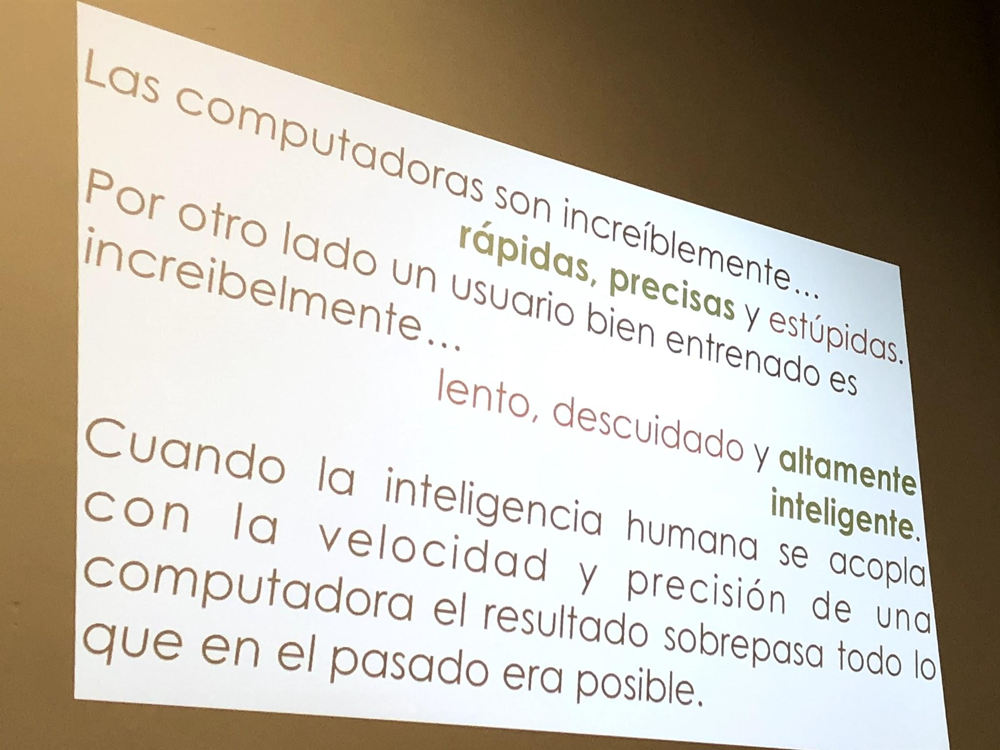 Las computadoras son increíblemente...
rápidas, precisas y estúpidas.
Por otro lado un usuario bien entrenado es
increibelmente...
lento, descuidado y altamente
inteligente.
Cuando la inteligencia humana se acopla
con la velocidad y precisión de una
computadora el resultado sobrepasa todo lo
que en el pasado era posible.